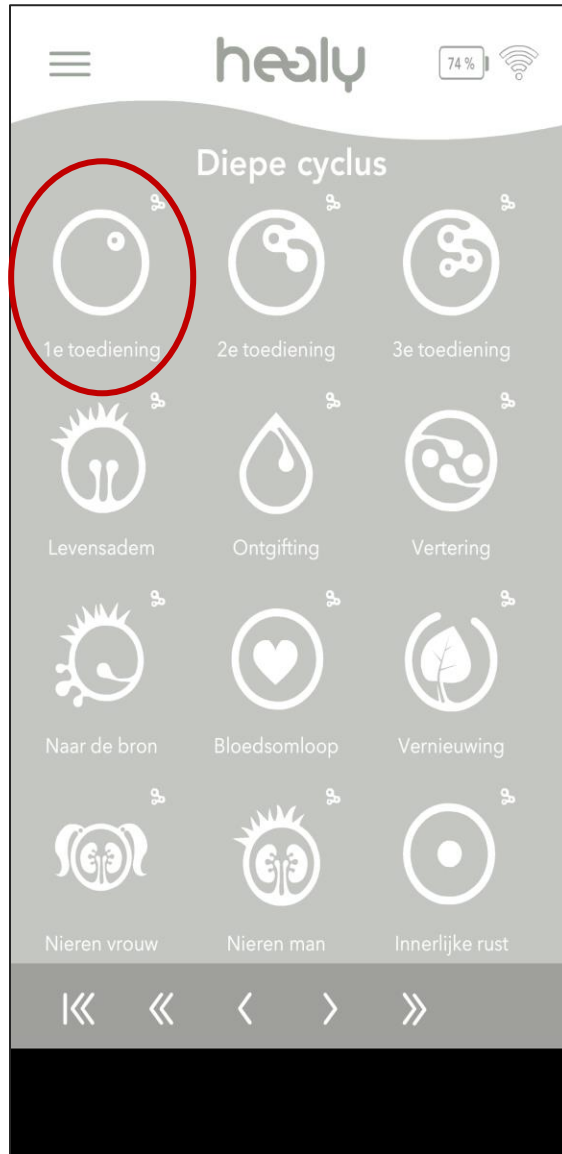 healy
74 %
Diepe cyclus
1e toediening 2e toediening 3e toediening
Levensadem Ontgifting Vertering
Naar de bron Bloedsomloop Vernieuwing
Nieren vrouw Nieren man Innerlijke rust